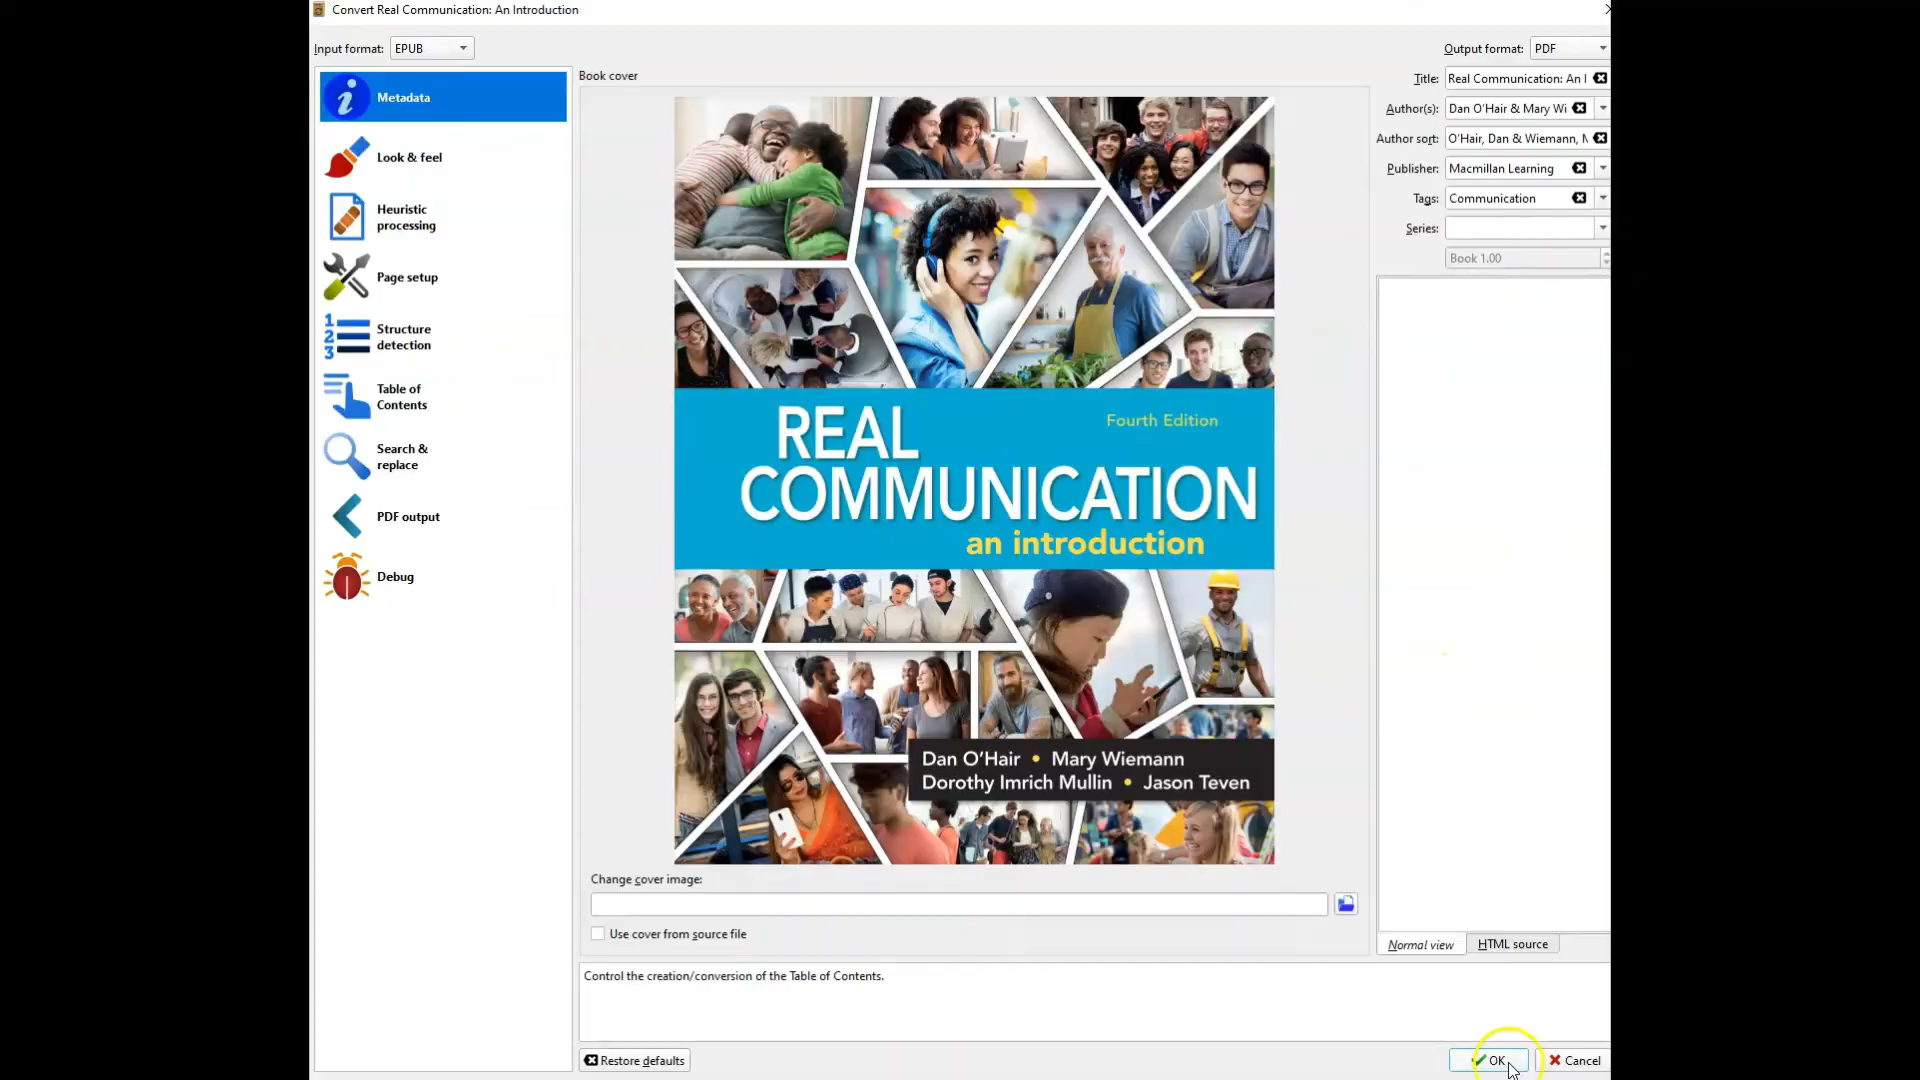 Convert Real Communication: An Introduction
Input format: EPUB
Output format: PDF
Metadata
Look & feel
Heuristic
processing
Page setup
1
2
3
Structure
detection
Table of
Contents
Search &
replace
PDF output
Debug
Book cover
REAL
Fourth Edition
COMMUNICATION
an introduction
Dan O'Hair • Mary Wiemann
Dorothy Imrich Mullin • Jason Teven
Change cover image:
Use cover from source file
Title: Real Communication: An I
Author(s): Dan O'Hair & Mary Wi
Author sort: O'Hair, Dan & Wiemann, M
Publisher: Macmillan Learning
Tags: Communication
Series:
Book 1.00
Normal view HTML source
Control the creation/conversion of the Table of Contents.
Restore defaults
OK Cancel